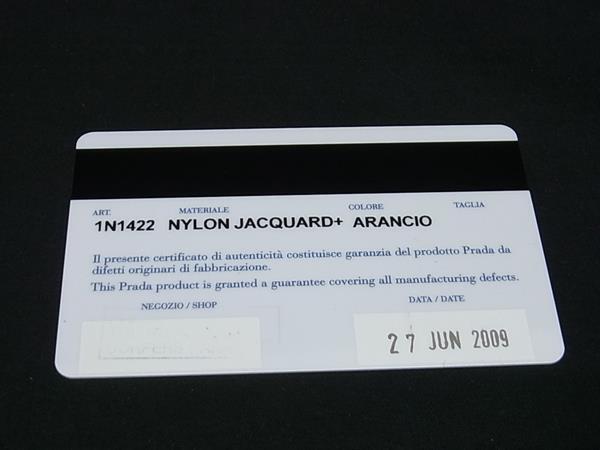 ART. MATERIALE COLORE TAGLIA
1N1422 NYLON JACQUARD+ ARANCIO
Il presente certificato di autenticità costituisce garanzia del prodotto Prada da
difetti originari di fabbricazione.
This Prada product is granted a guarantee covering all manufacturing defects.
NEGOZIO / SHOP DATA / DATE
27 JUN 2009